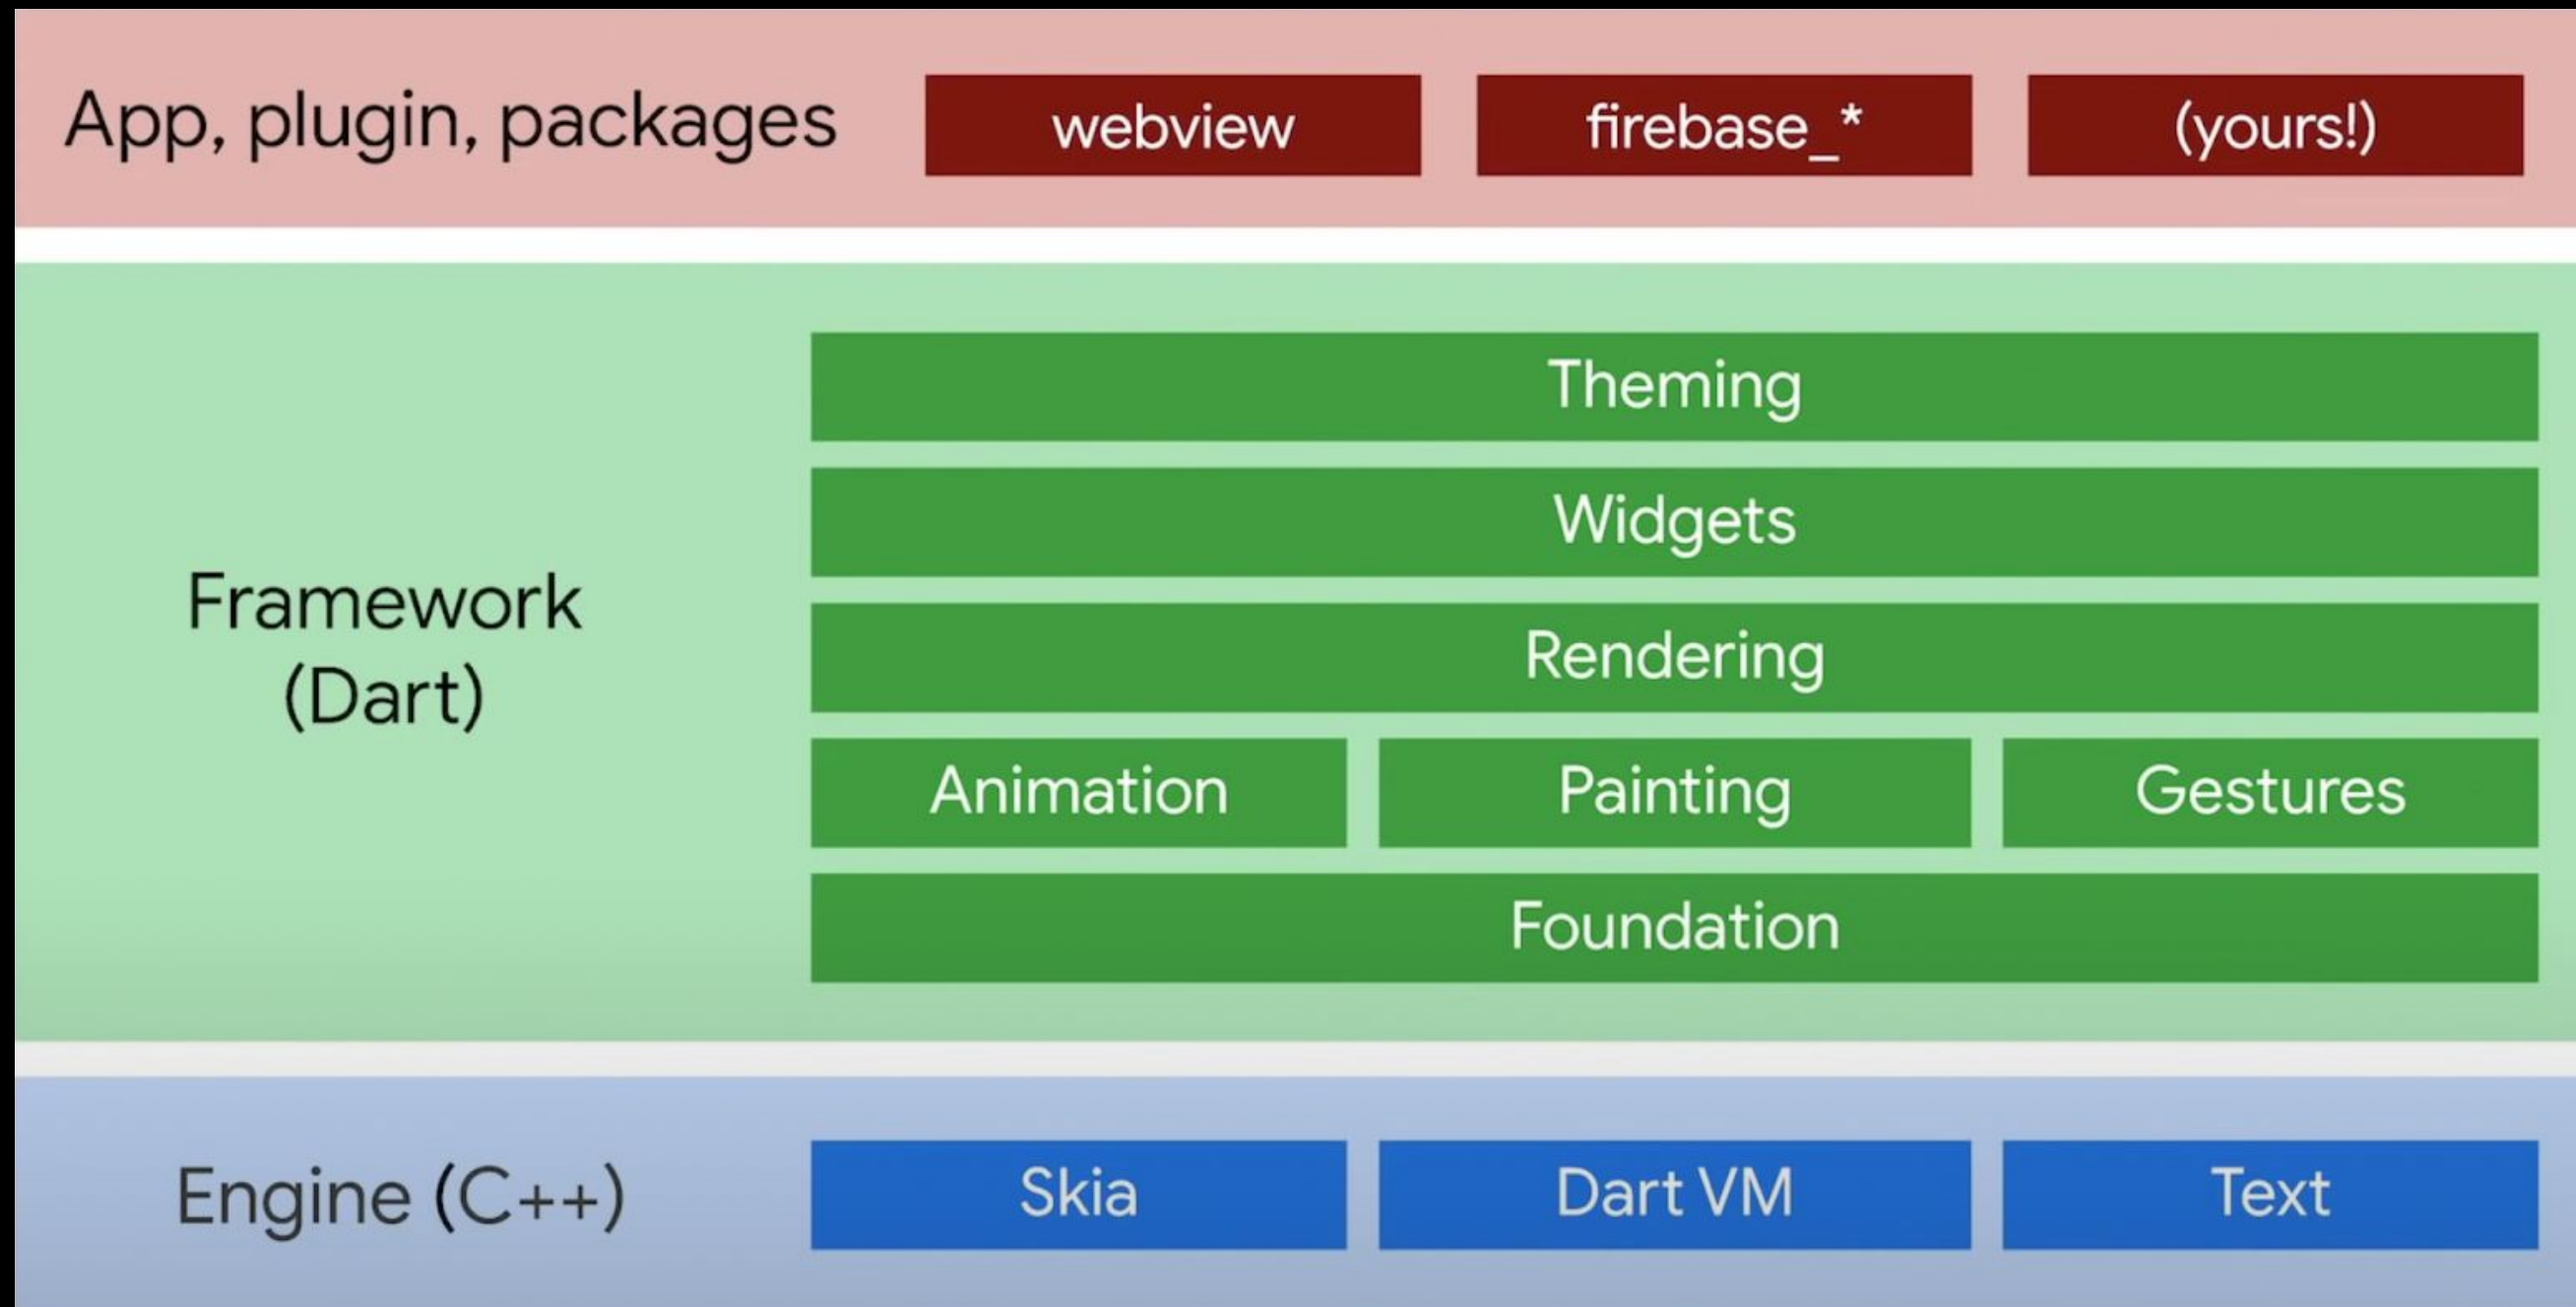 App, plugin, packages
webview
firebase_*
(yours!)
Framework
(Dart)
Theming
Widgets
Rendering
Animation
Painting
Gestures
Foundation
Engine (C++)
Skia
Dart VM
Text